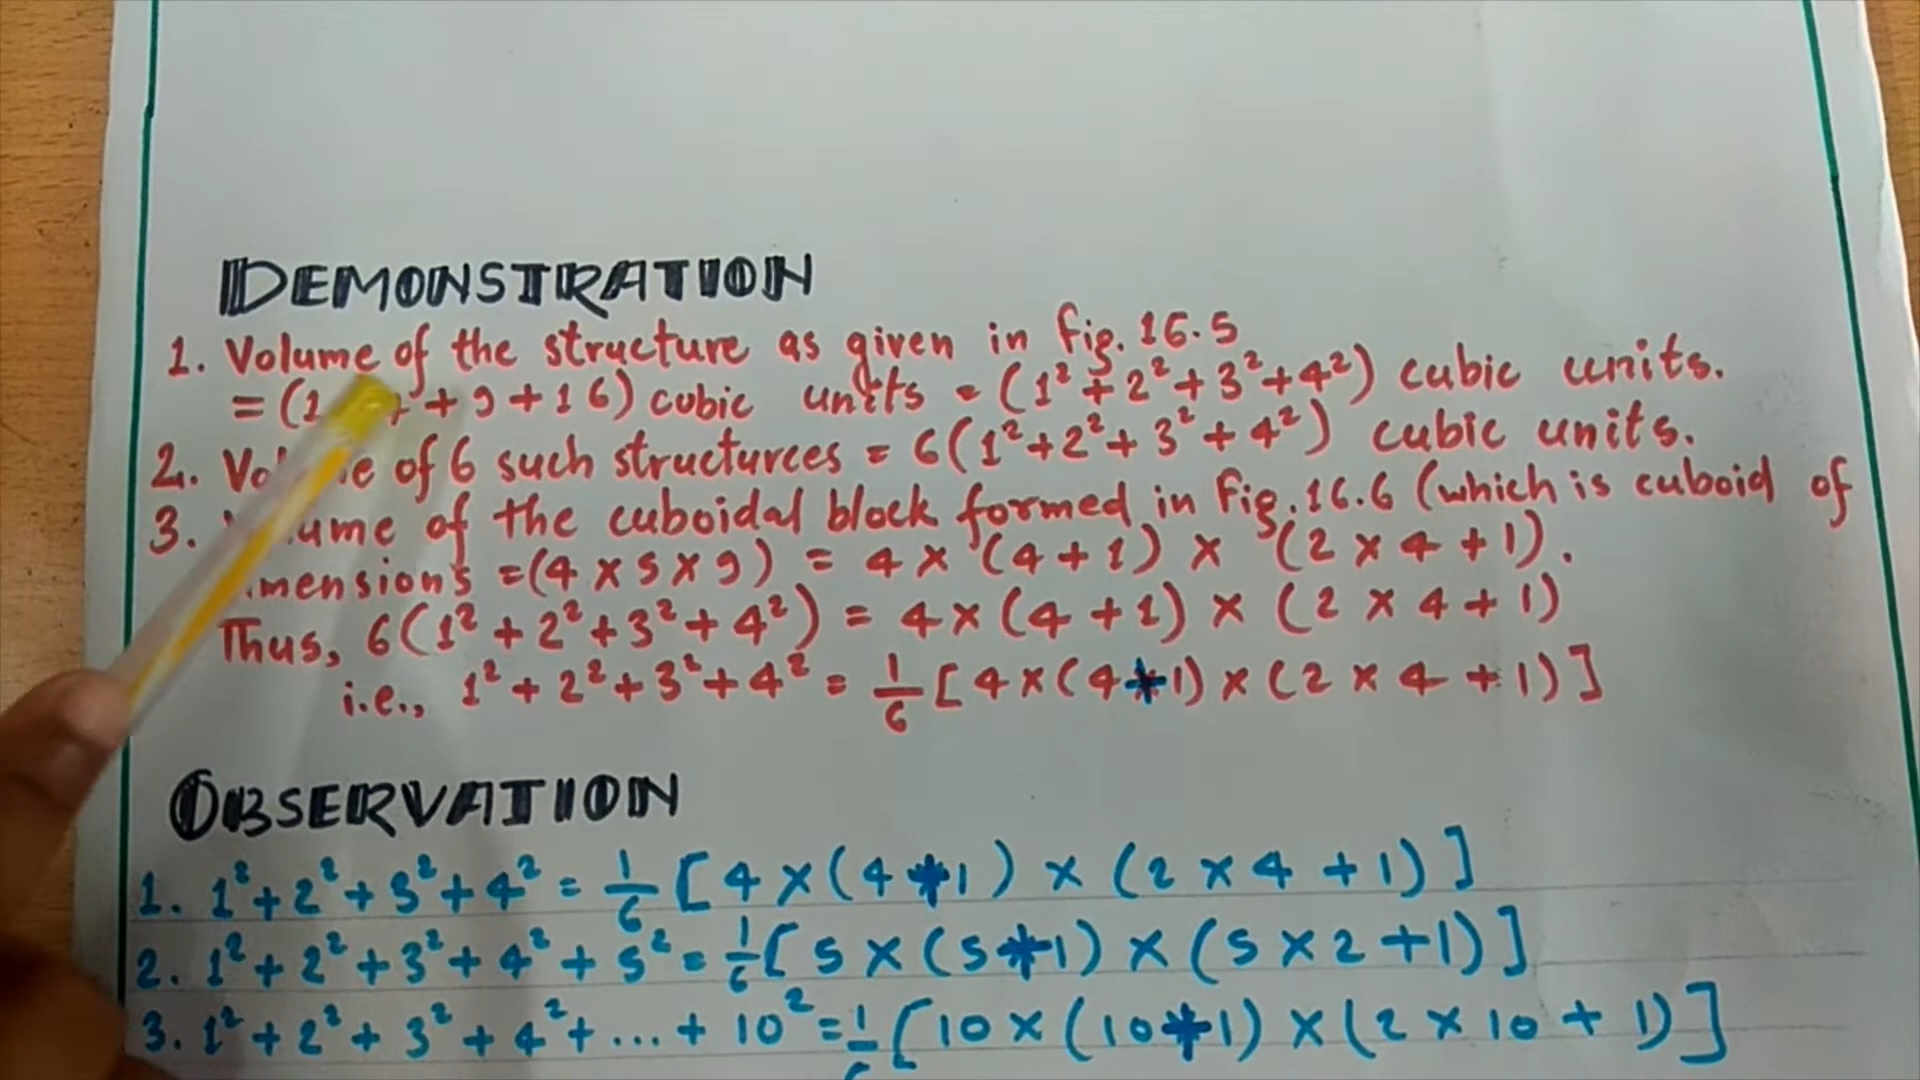 DEMONSTRATION
1. Volume of the structure as given in Fig. 16.5
= (1 + + 9 + 16) cubic units = (1² + 2² + 3² + 4²) cubic units.
2. of 6 such structurces = 6(1² + 2² + 3² + 4²) cubic units.
3. of the cuboidal block formed in Fig. 16.6 (which is cuboid of
= (4 × 5 × 9) = 4 × (4 + 1) × (2 × 4 + 1).
Thus, 6(1² + 2² + 3² + 4²) = 4 × (4 + 1) × (2 × 4 + 1)
i.e., 1² + 2² + 3² + 4² = 1/6 [4 × (4 + 1) × (2 × 4 + 1)]
OBSERVATION
1. 1² + 2² + 3² + 4² = 1/6 [4 × (4 + 1) × (2 × 4 + 1)]
2. 1² + 2² + 3² + 4² + 5² = 1/6 [5 × (5 + 1) × (5 × 2 + 1)]
3. 1² + 2² + 3² + 4² + ... + 10² = 1/6 [10 × (10 + 1) × (2 × 10 + 1)]